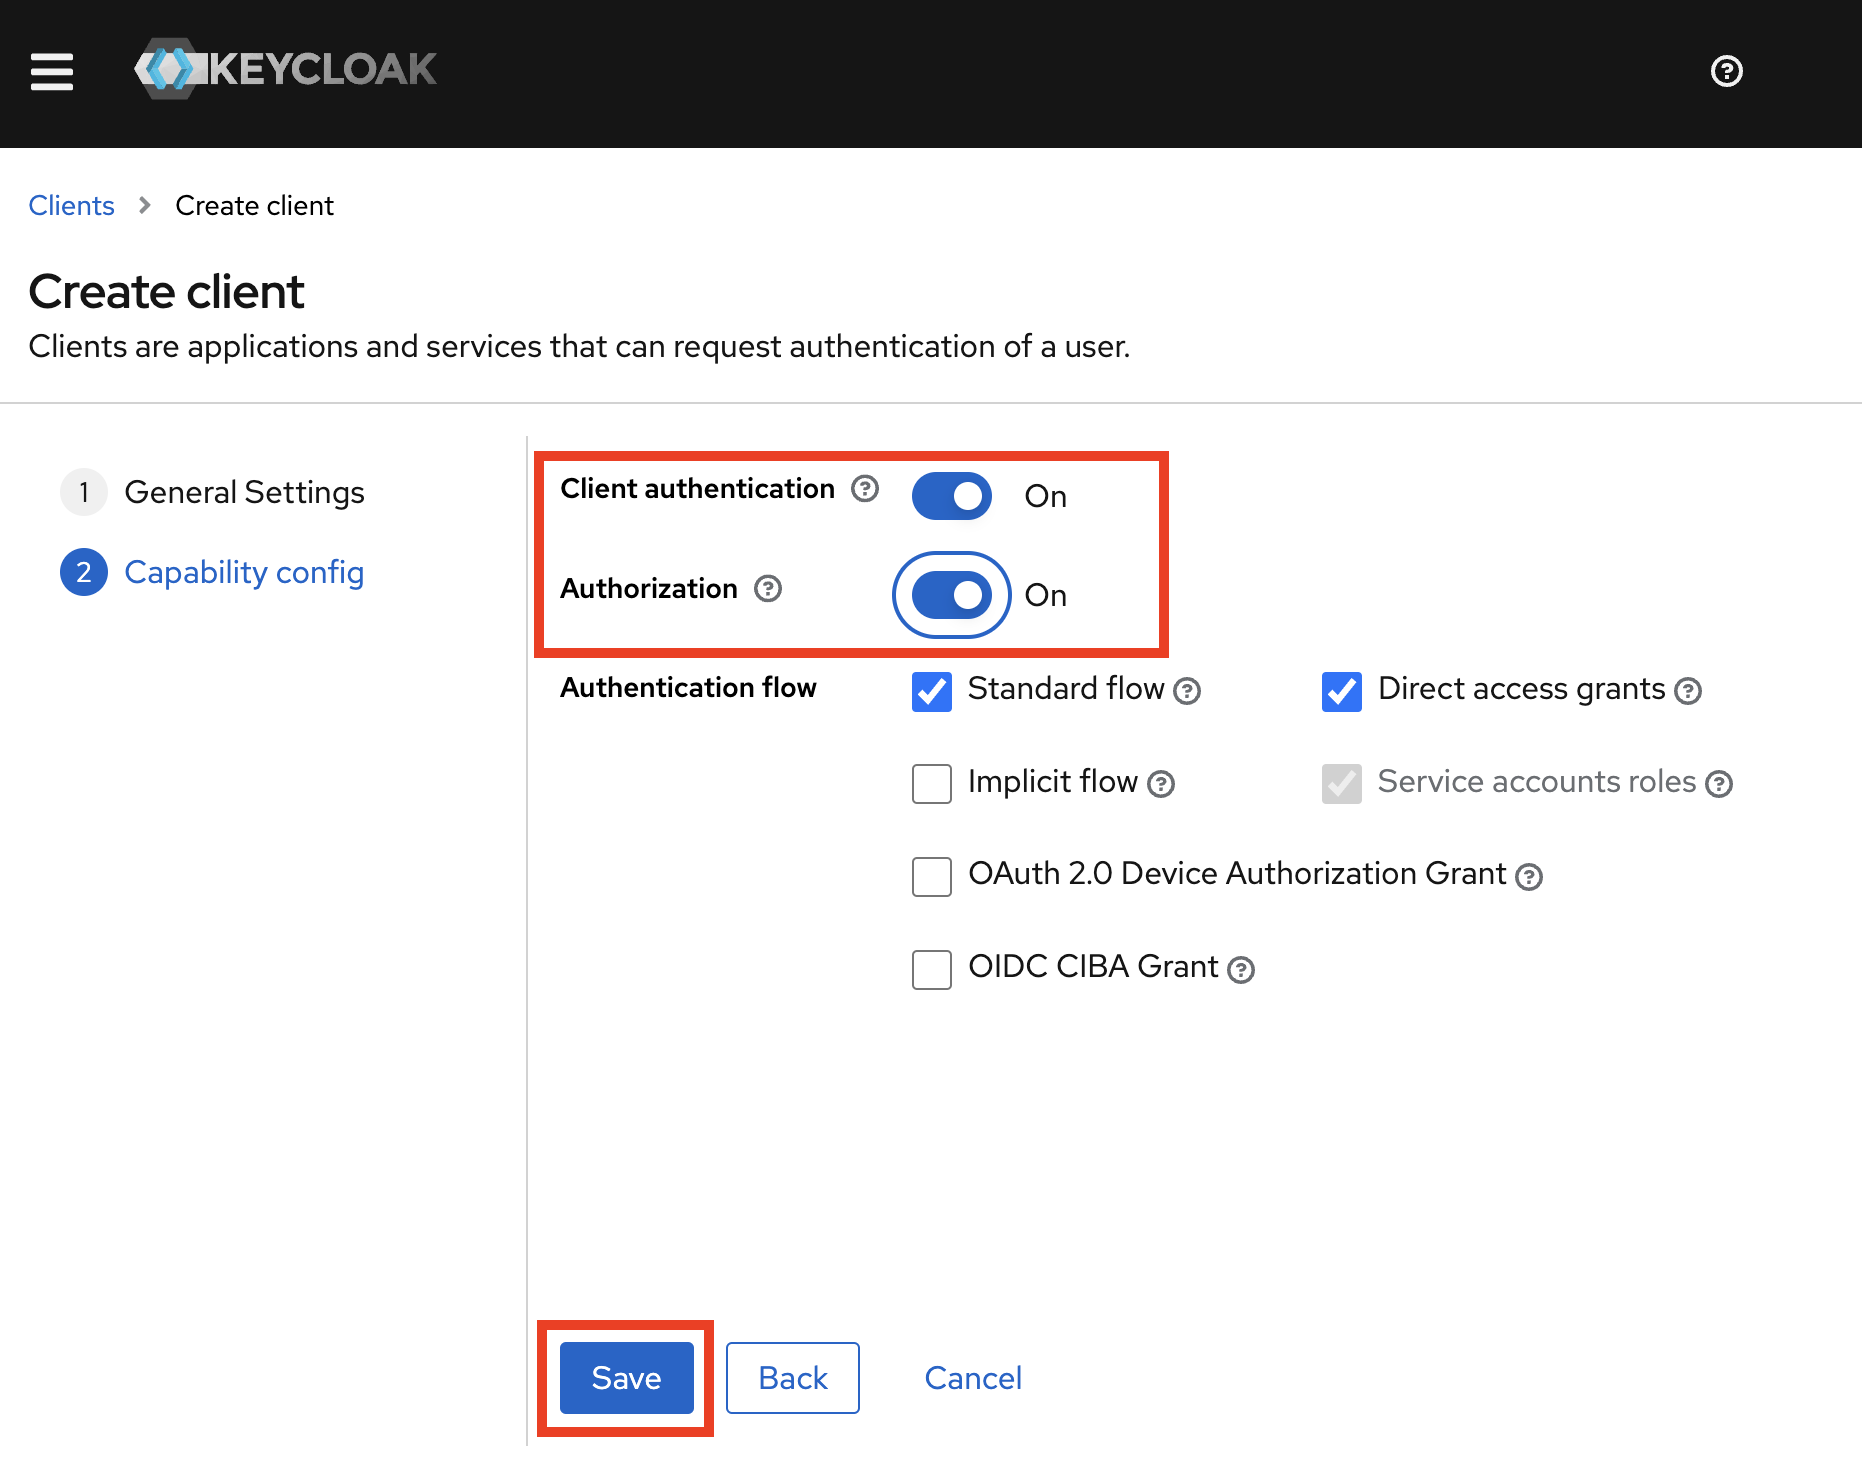 KEYCLOAK
Clients > Create client
Create client
Clients are applications and services that can request authentication of a user.
1 General Settings
2 Capability config
Client authentication ? On
Authorization ? On
Authentication flow
Standard flow ? Direct access grants ?
Implicit flow ? Service accounts roles ?
OAuth 2.0 Device Authorization Grant ?
OIDC CIBA Grant ?
Save Back Cancel